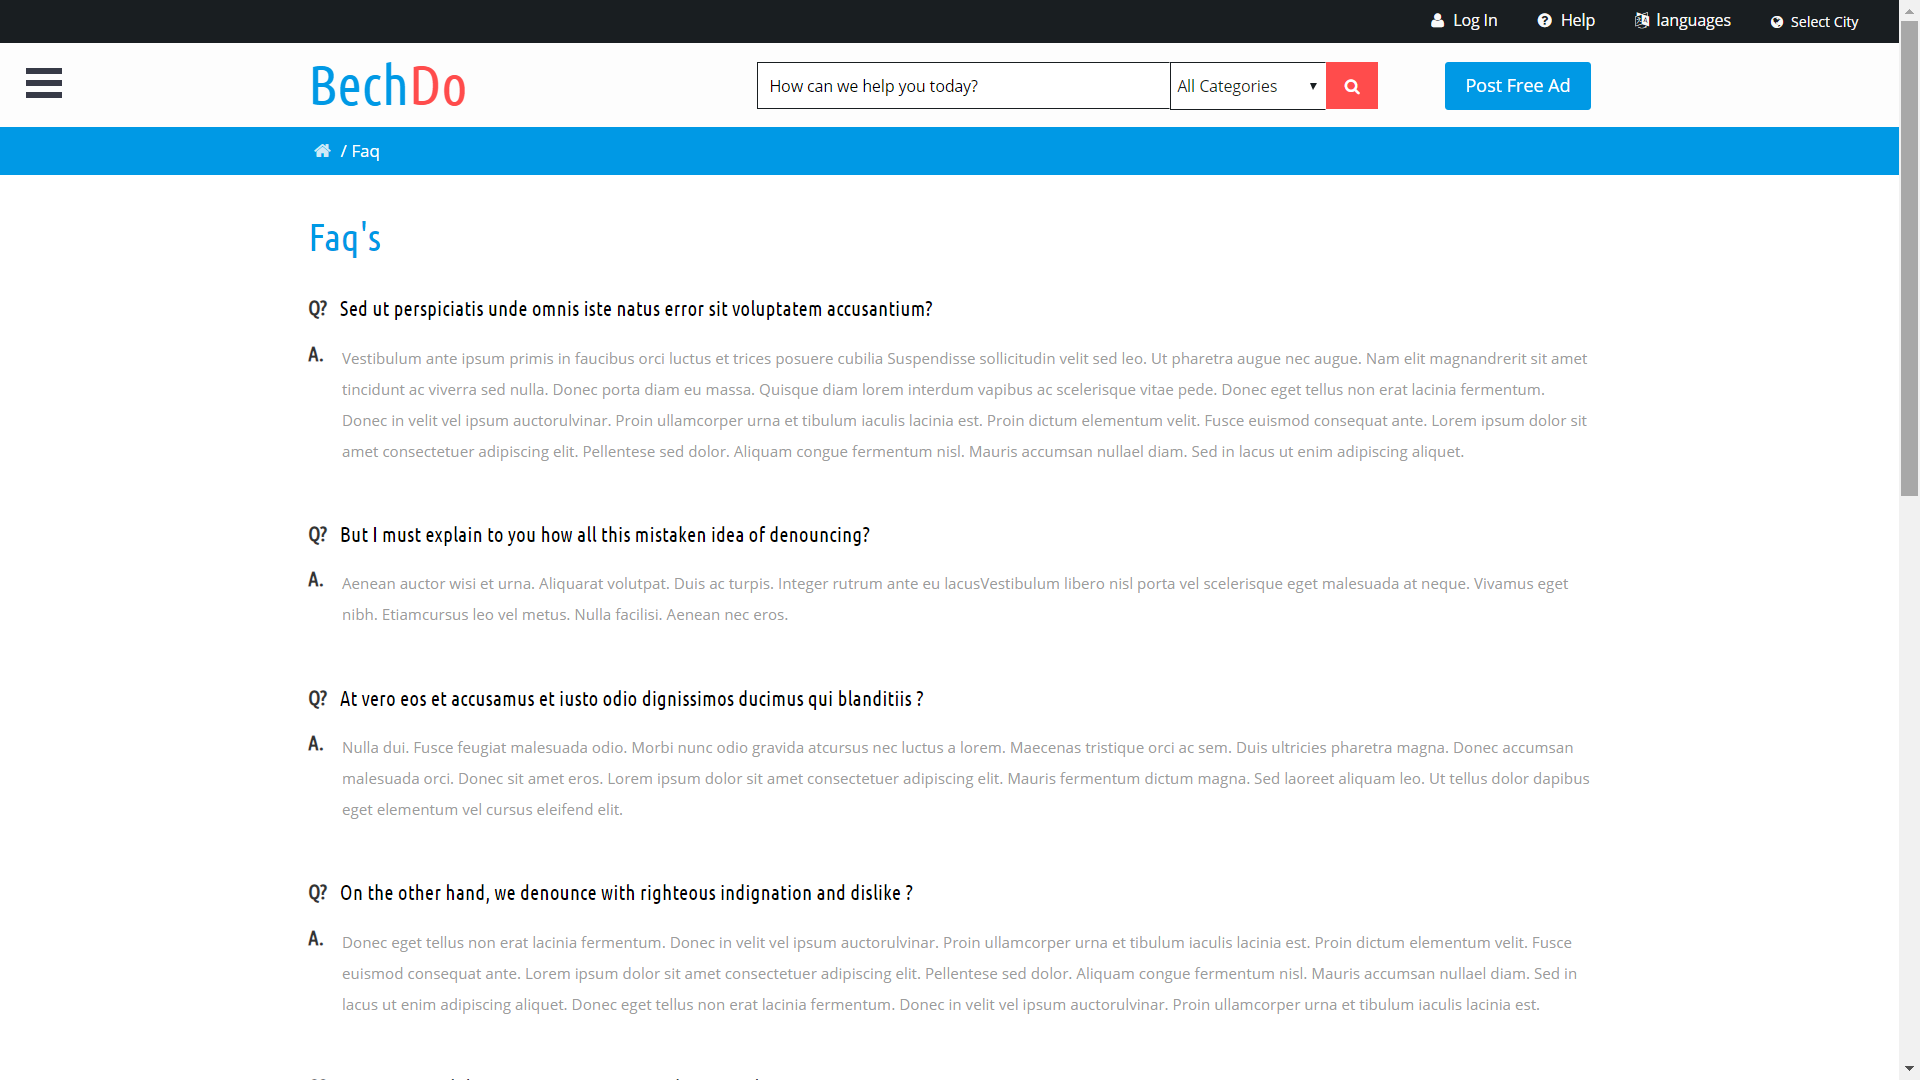 Log In Help languages Select City
BechDo
How can we help you today? All Categories Post Free Ad
/ Faq
Faq's
Q? Sed ut perspiciatis unde omnis iste natus error sit voluptatem accusantium?
A. Vestibulum ante ipsum primis in faucibus orci luctus et trices posuere cubilia Suspendisse sollicitudin velit sed leo. Ut pharetra augue nec augue. Nam elit magnandrerit sit amet
tincidunt ac viverra sed nulla. Donec porta diam eu massa. Quisque diam lorem interdum vapibus ac scelerisque vitae pede. Donec eget tellus non erat lacinia fermentum.
Donec in velit vel ipsum auctorulvinar. Proin ullamcorper urna et tibulum iaculis lacinia est. Proin dictum elementum velit. Fusce euismod consequat ante. Lorem ipsum dolor sit
amet consectetuer adipiscing elit. Pellentese sed dolor. Aliquam congue fermentum nisl. Mauris accumsan nullael diam. Sed in lacus ut enim adipiscing aliquet.
Q? But I must explain to you how all this mistaken idea of denouncing?
A. Aenean auctor wisi et urna. Aliquarat volutpat. Duis ac turpis. Integer rutrum ante eu lacusVestibulum libero nisl porta vel scelerisque eget malesuada at neque. Vivamus eget
nibh. Etiamcursus leo vel metus. Nulla facilisi. Aenean nec eros.
Q? At vero eos et accusamus et iusto odio dignissimos ducimus qui blanditiis ?
A. Nulla dui. Fusce feugiat malesuada odio. Morbi nunc odio gravida atcursus nec luctus a lorem. Maecenas tristique orci ac sem. Duis ultricies pharetra magna. Donec accumsan
malesuada orci. Donec sit amet eros. Lorem ipsum dolor sit amet consectetuer adipiscing elit. Mauris fermentum dictum magna. Sed laoreet aliquam leo. Ut tellus dolor dapibus
eget elementum vel cursus eleifend elit.
Q? On the other hand, we denounce with righteous indignation and dislike ?
A. Donec eget tellus non erat lacinia fermentum. Donec in velit vel ipsum auctorulvinar. Proin ullamcorper urna et tibulum iaculis lacinia est. Proin dictum elementum velit. Fusce
euismod consequat ante. Lorem ipsum dolor sit amet consectetuer adipiscing elit. Pellentese sed dolor. Aliquam congue fermentum nisl. Mauris accumsan nullael diam. Sed in
lacus ut enim adipiscing aliquet. Donec eget tellus non erat lacinia fermentum. Donec in velit vel ipsum auctorulvinar. Proin ullamcorper urna et tibulum iaculis lacinia est.